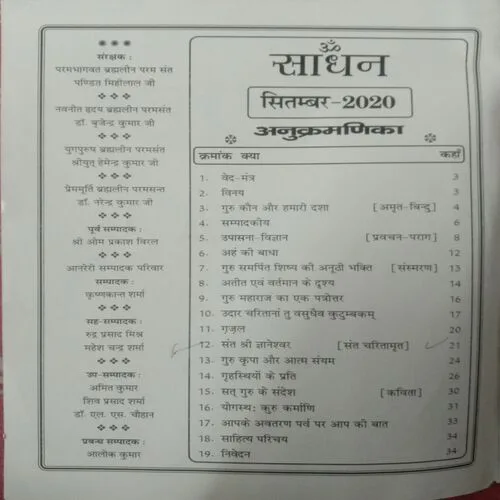 संरक्षक :
परमभागवत ब्रह्मलीन परम संत
पण्डित मिहीलाल जी
नवनीत हृदय ब्रह्मलीन परमसंत
डॉ. बृजेन्द्र कुमार जी
युगपुरुष ब्रह्मलीन परमसंत
श्रीयुत् हेमेन्द्र कुमार जी
प्रेममूर्ति ब्रह्मलीन परमसन्त
डॉ. नरेन्द्र कुमार जी
पूर्व सम्पादक :
श्री ओम प्रकाश विरल
आनरेरी सम्पादक परिवार
सम्पादक :
कृष्णकान्त शर्मा
सह-सम्पादक :
रुद्र प्रसाद मिश्र
महेश चन्द्र शर्मा
उप-सम्पादक :
अमित कुमार
शिव प्रसाद शर्मा
डॉ. एल. एस. चौहान
प्रबन्ध सम्पादक :
आलोक कुमार
ॐ
साधन
सितम्बर-2020
अनुक्रमणिका
क्रमांक क्या कहाँ
1. वेद-मंत्र 3
2. विनय 3
3. गुरु कौन और हमारी दशा [अमृत-बिन्दु] 4
4. सम्पादकीय 6
5. उपासना-विज्ञान [प्रवचन-पराग] 8
6. अहं की बाधा 12
7. गुरु समर्पित शिष्य की अनूठी भक्ति [संस्मरण] 13
8. अतीत एवं वर्तमान के दृश्य 14
9. गुरु महाराज का एक पत्रोत्तर 16
10. उदार चरितानां तु वसुधैव कुटुम्बकम् 17
11. गज़ल 20
12. संत श्री ज्ञानेश्वर [संत चरितामृत] 21
13. गुरु कृपा और आत्म संयम 24
14. गृहस्थियों के प्रति 26
15. सत् गुरु के संदेश [कविता] 30
16. योगस्थ: कुरु कर्माणि 31
17. आपके अवतरण पर्व पर आप की बात 33
18. साहित्य परिचय 34
19. निवेदन 34